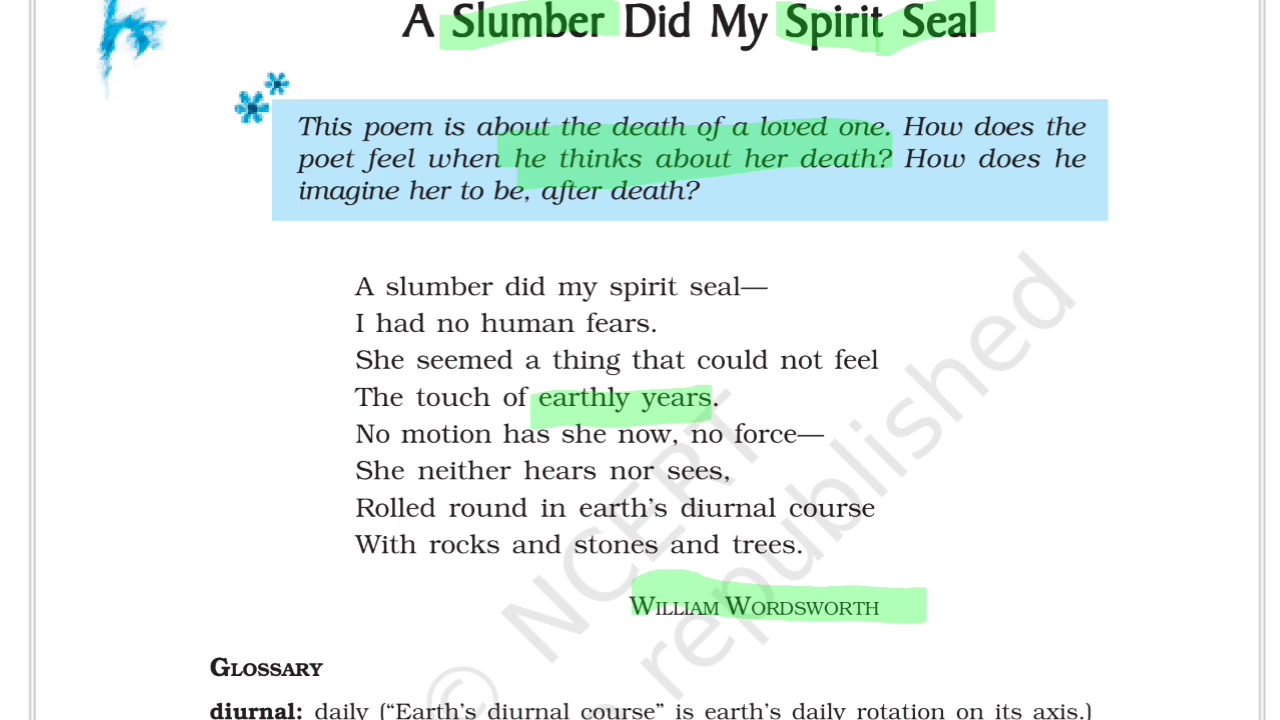 A Slumber Did My Spirit Seal
This poem is about the death of a loved one. How does the
poet feel when he thinks about her death? How does he
imagine her to be, after death?
A slumber did my spirit seal—
I had no human fears.
She seemed a thing that could not feel
The touch of earthly years.
No motion has she now, no force—
She neither hears nor sees,
Rolled round in earth's diurnal course
With rocks and stones and trees.
WILLIAM WORDSWORTH
© NCERT
republished
GLOSSARY
diurnal: daily (“Earth's diurnal course” is earth's daily rotation on its axis.)